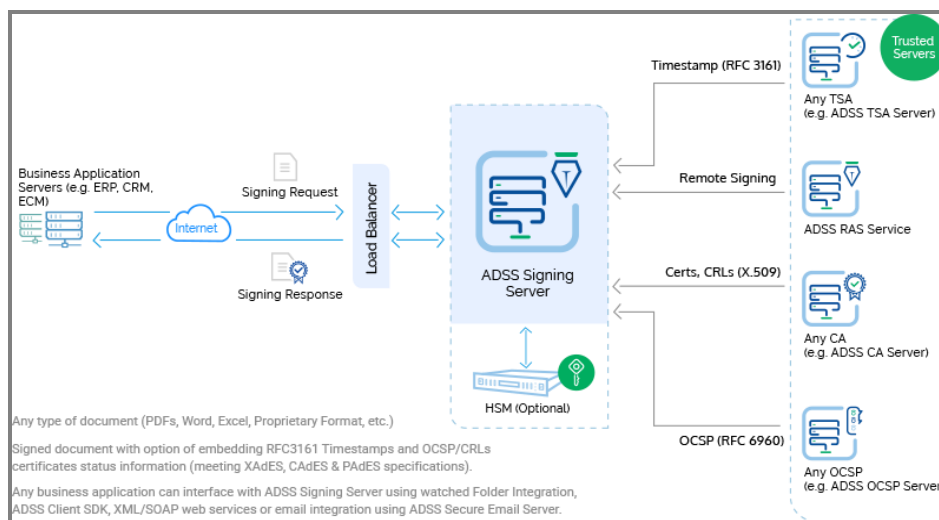 Trusted
Servers
Timestamp (RFC 3161)
Any TSA
(e.g. ADSS TSA Server)
Business Application
Servers (e.g. ERP, CRM,
ECM)
Signing Request
Internet
Signing Response
Load Balancer
ADSS Signing
Server
HSM (Optional)
Remote Signing
ADSS RAS Service
Certs, CRLs (X.509)
Any CA
(e.g. ADSS CA Server)
OCSP (RFC 6960)
Any OCSP
(e.g. ADSS OCSP Server)
Any type of document (PDFs, Word, Excel, Proprietary Format, etc.)
Signed document with option of embedding RFC3161 Timestamps and OCSP/CRLs
certificates status information (meeting XAdES, CAdES & PAdES specifications).
Any business application can interface with ADSS Signing Server using watched Folder Integration,
ADSS Client SDK, XML/SOAP web services or email integration using ADSS Secure Email Server.